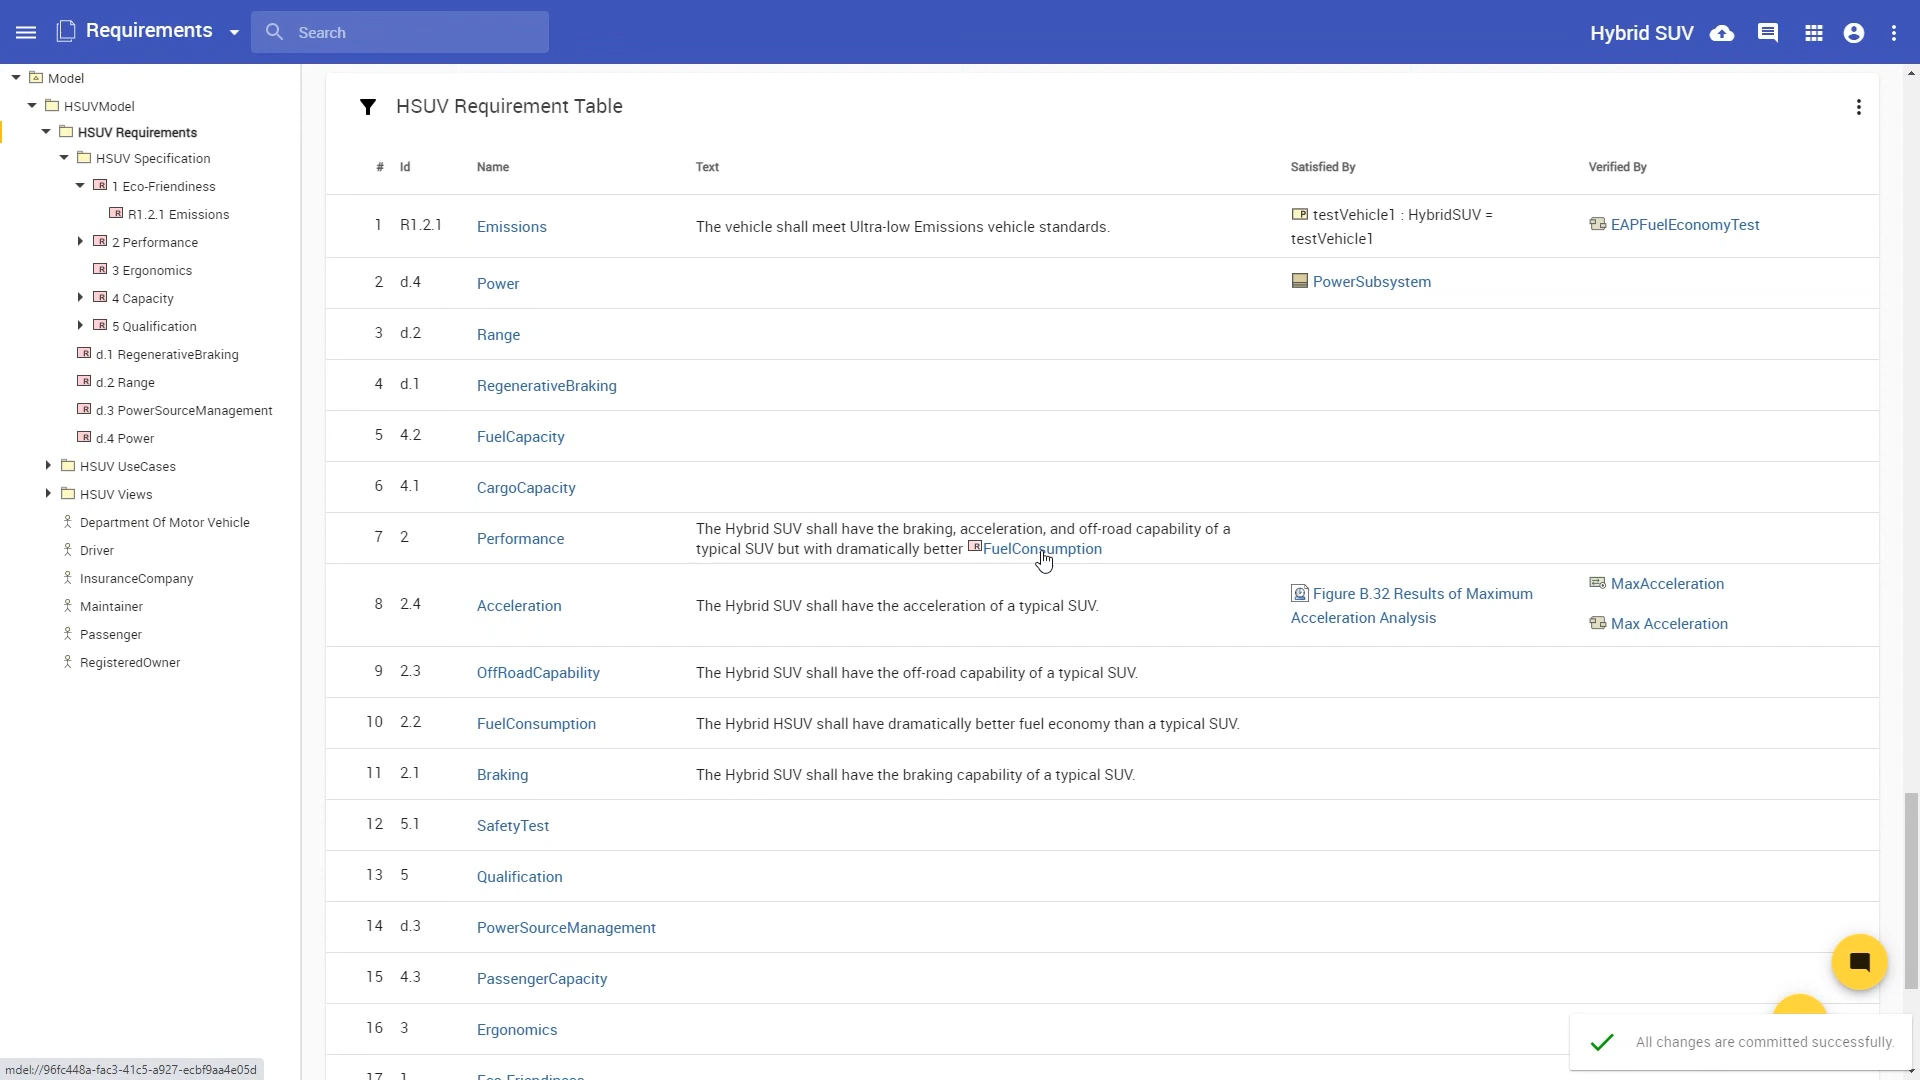 Requirements
Search
Hybrid SUV
Model
HSUVModel
HSUV Requirements
HSUV Specification
1 Eco-Friendiness
R1.2.1 Emissions
2 Performance
3 Ergonomics
4 Capacity
5 Qualification
d.1 RegenerativeBraking
d.2 Range
d.3 PowerSourceManagement
d.4 Power
HSUV UseCases
HSUV Views
Department Of Motor Vehicle
Driver
InsuranceCompany
Maintainer
Passenger
RegisteredOwner
HSUV Requirement Table
# Id Name Text Satisfied By Verified By
1 R1.2.1 Emissions The vehicle shall meet Ultra-low Emissions vehicle standards. testVehicle1 : HybridSUV = EAPFuelEconomyTest
testVehicle1
2 d.4 Power PowerSubsystem
3 d.2 Range
4 d.1 RegenerativeBraking
5 4.2 FuelCapacity
6 4.1 CargoCapacity
7 2 Performance The Hybrid SUV shall have the braking, acceleration, and off-road capability of a
typical SUV but with dramatically better FuelConsumption
8 2.4 Acceleration The Hybrid SUV shall have the acceleration of a typical SUV. Figure B.32 Results of Maximum MaxAcceleration
Acceleration Analysis Max Acceleration
9 2.3 OffRoadCapability The Hybrid SUV shall have the off-road capability of a typical SUV.
10 2.2 FuelConsumption The Hybrid HSUV shall have dramatically better fuel economy than a typical SUV.
11 2.1 Braking The Hybrid SUV shall have the braking capability of a typical SUV.
12 5.1 SafetyTest
13 5 Qualification
14 d.3 PowerSourceManagement
15 4.3 PassengerCapacity
16 3 Ergonomics
17 1 Eco-Friendiness
All changes are committed successfully.
mdel://96fc448a-fac3-41c5-a927-ecbf9aa4e05d